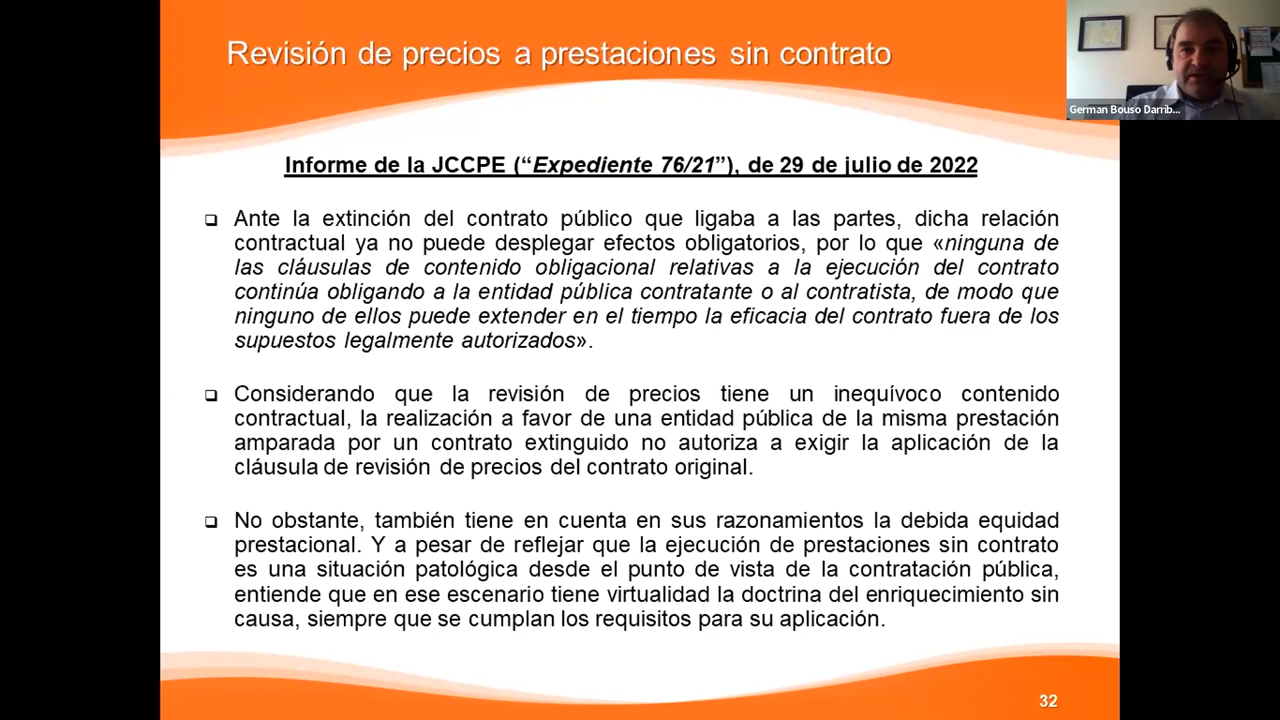 Revisión de precios a prestaciones sin contrato
German Bouso Darrib...
Informe de la JCCPE (“Expediente 76/21”), de 29 de julio de 2022
❑ Ante la extinción del contrato público que ligaba a las partes, dicha relación
contractual ya no puede desplegar efectos obligatorios, por lo que «ninguna de
las cláusulas de contenido obligacional relativas a la ejecución del contrato
continúa obligando a la entidad pública contratante o al contratista, de modo que
ninguno de ellos puede extender en el tiempo la eficacia del contrato fuera de los
supuestos legalmente autorizados».
❑ Considerando que la revisión de precios tiene un inequívoco contenido
contractual, la realización a favor de una entidad pública de la misma prestación
amparada por un contrato extinguido no autoriza a exigir la aplicación de la
cláusula de revisión de precios del contrato original.
❑ No obstante, también tiene en cuenta en sus razonamientos la debida equidad
prestacional. Y a pesar de reflejar que la ejecución de prestaciones sin contrato
es una situación patológica desde el punto de vista de la contratación pública,
entiende que en ese escenario tiene virtualidad la doctrina del enriquecimiento sin
causa, siempre que se cumplan los requisitos para su aplicación.
32